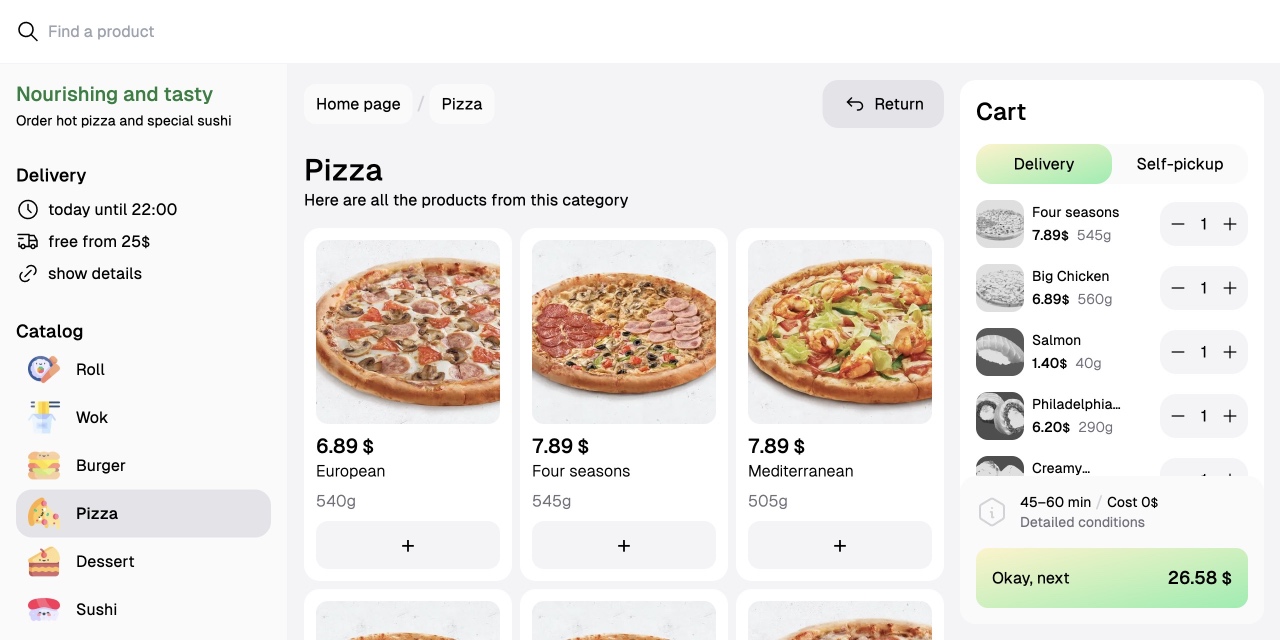 Find a product
Nourishing and tasty
Order hot pizza and special sushi
Delivery
today until 22:00
free from 25$
show details
Catalog
Roll
Wok
Burger
Pizza
Dessert
Sushi
Home page / Pizza
Return
Pizza
Here are all the products from this category
6.89 $
European
540g
+
7.89 $
Four seasons
545g
+
7.89 $
Mediterranean
505g
+
Cart
Delivery
Self-pickup
Four seasons
7.89$ 545g
− 1 +
Big Chicken
6.89$ 560g
− 1 +
Salmon
1.40$ 40g
− 1 +
Philadelphia...
6.20$ 290g
− 1 +
Creamy...
45–60 min / Cost 0$
Detailed conditions
Okay, next 26.58 $